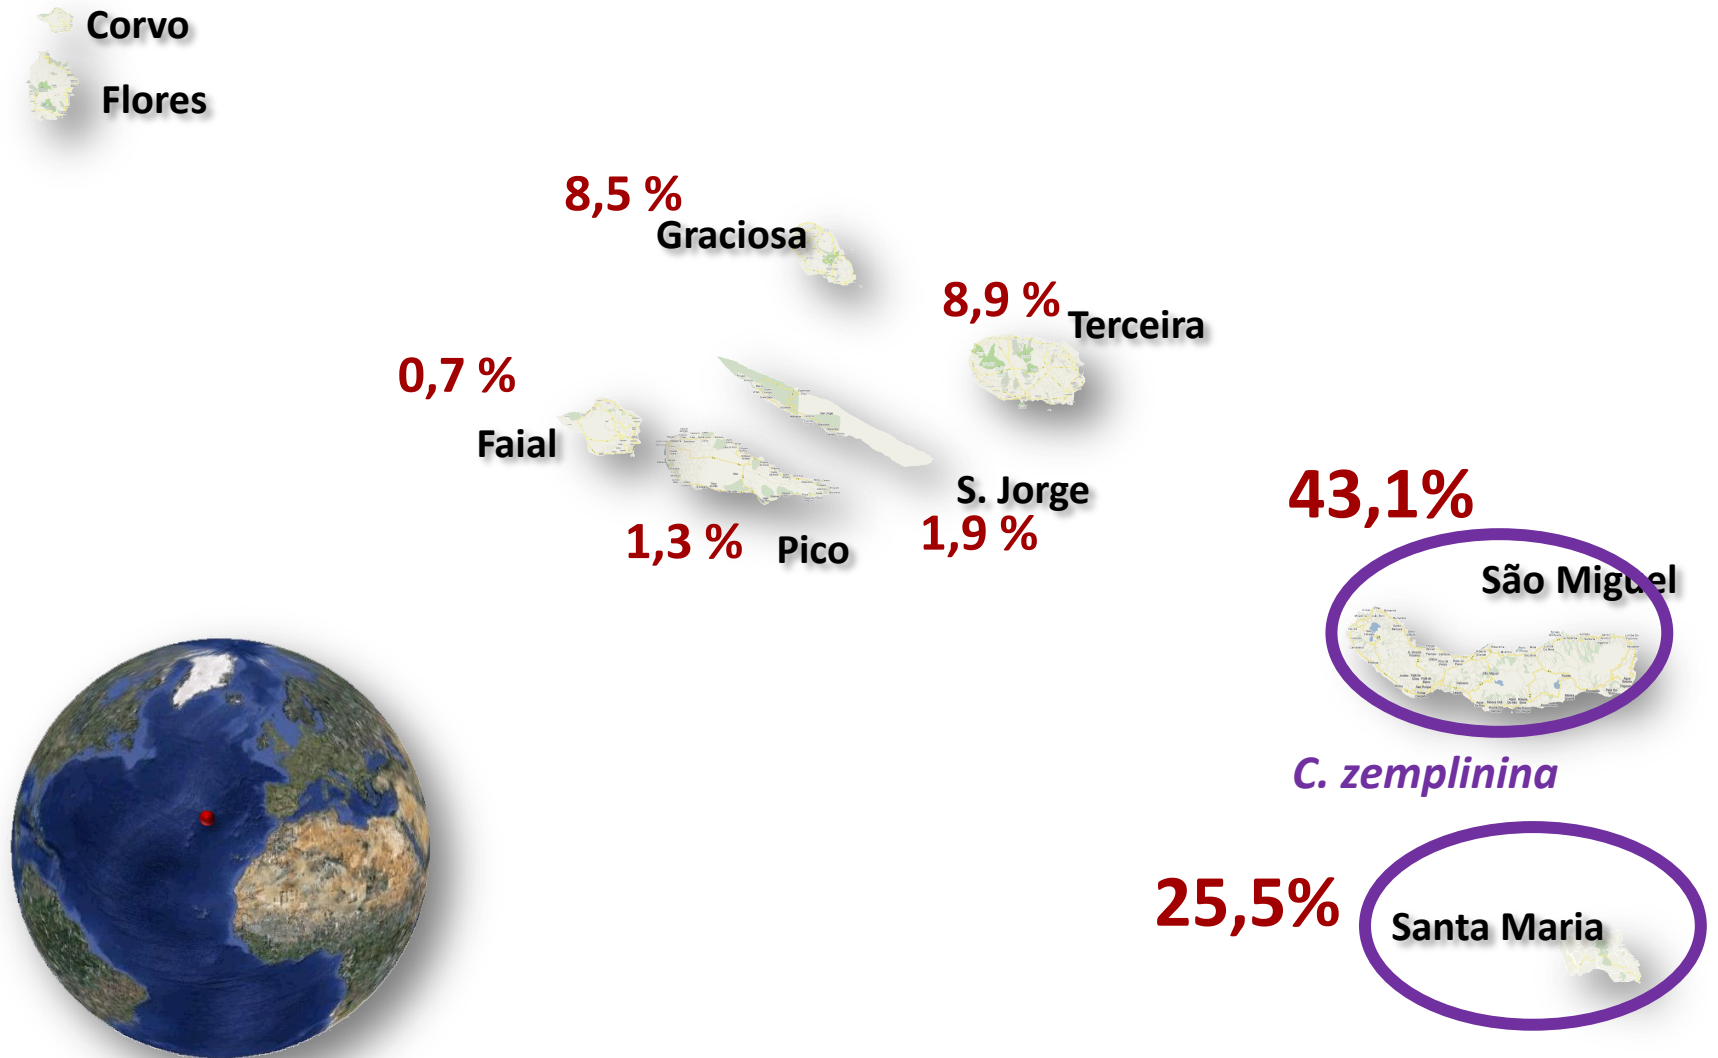 Corvo
Flores
8,5 %
Graciosa
8,9 %
Terceira
0,7 %
Faial
S. Jorge
1,9 %
1,3 %
Pico
43,1%
São Miguel
C. zemplinina
25,5%
Santa Maria